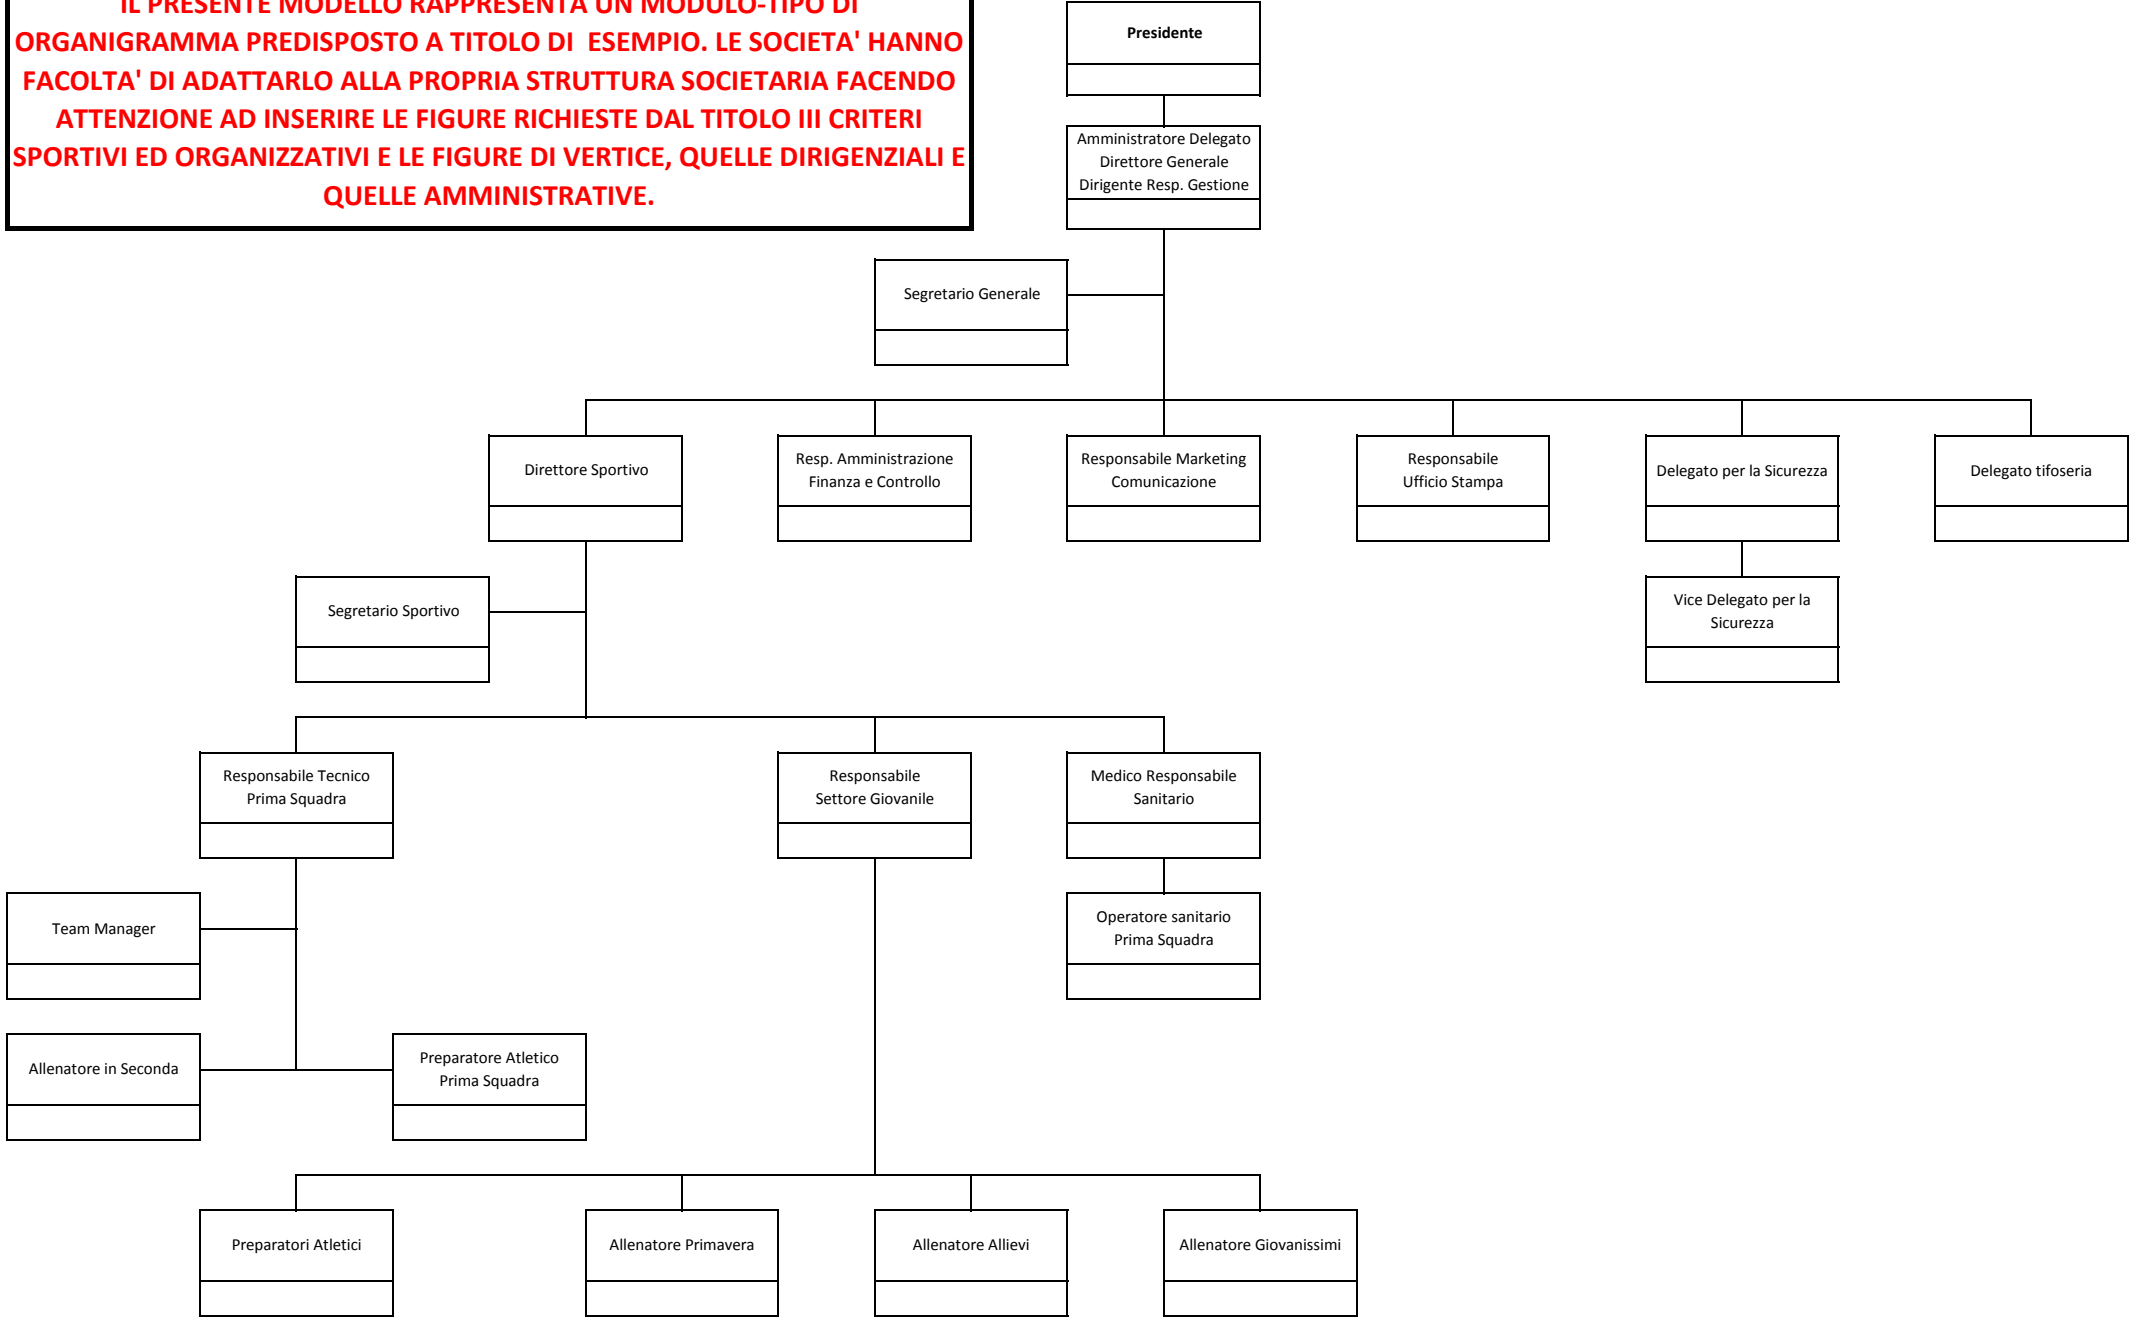 IL PRESENTE MODELLO RAPPRESENTA UN MODULO-TIPO DI
ORGANIGRAMMA PREDISPOSTO A TITOLO DI  ESEMPIO. LE SOCIETA' HANNO
FACOLTA' DI ADATTARLO ALLA PROPRIA STRUTTURA SOCIETARIA FACENDO
ATTENZIONE AD INSERIRE LE FIGURE RICHIESTE DAL TITOLO III CRITERI
SPORTIVI ED ORGANIZZATIVI E LE FIGURE DI VERTICE, QUELLE DIRIGENZIALI E
QUELLE AMMINISTRATIVE.
Presidente
Amministratore Delegato
Direttore Generale
Dirigente Resp. Gestione
Segretario Generale
Direttore Sportivo
Resp. Amministrazione
Finanza e Controllo
Responsabile Marketing
Comunicazione
Responsabile
Ufficio Stampa
Delegato per la Sicurezza
Delegato tifoseria
Segretario Sportivo
Vice Delegato per la
Sicurezza
Responsabile Tecnico
Prima Squadra
Responsabile
Settore Giovanile
Medico Responsabile
Sanitario
Team Manager
Operatore sanitario
Prima Squadra
Allenatore in Seconda
Preparatore Atletico
Prima Squadra
Preparatori Atletici
Allenatore Primavera
Allenatore Allievi
Allenatore Giovanissimi